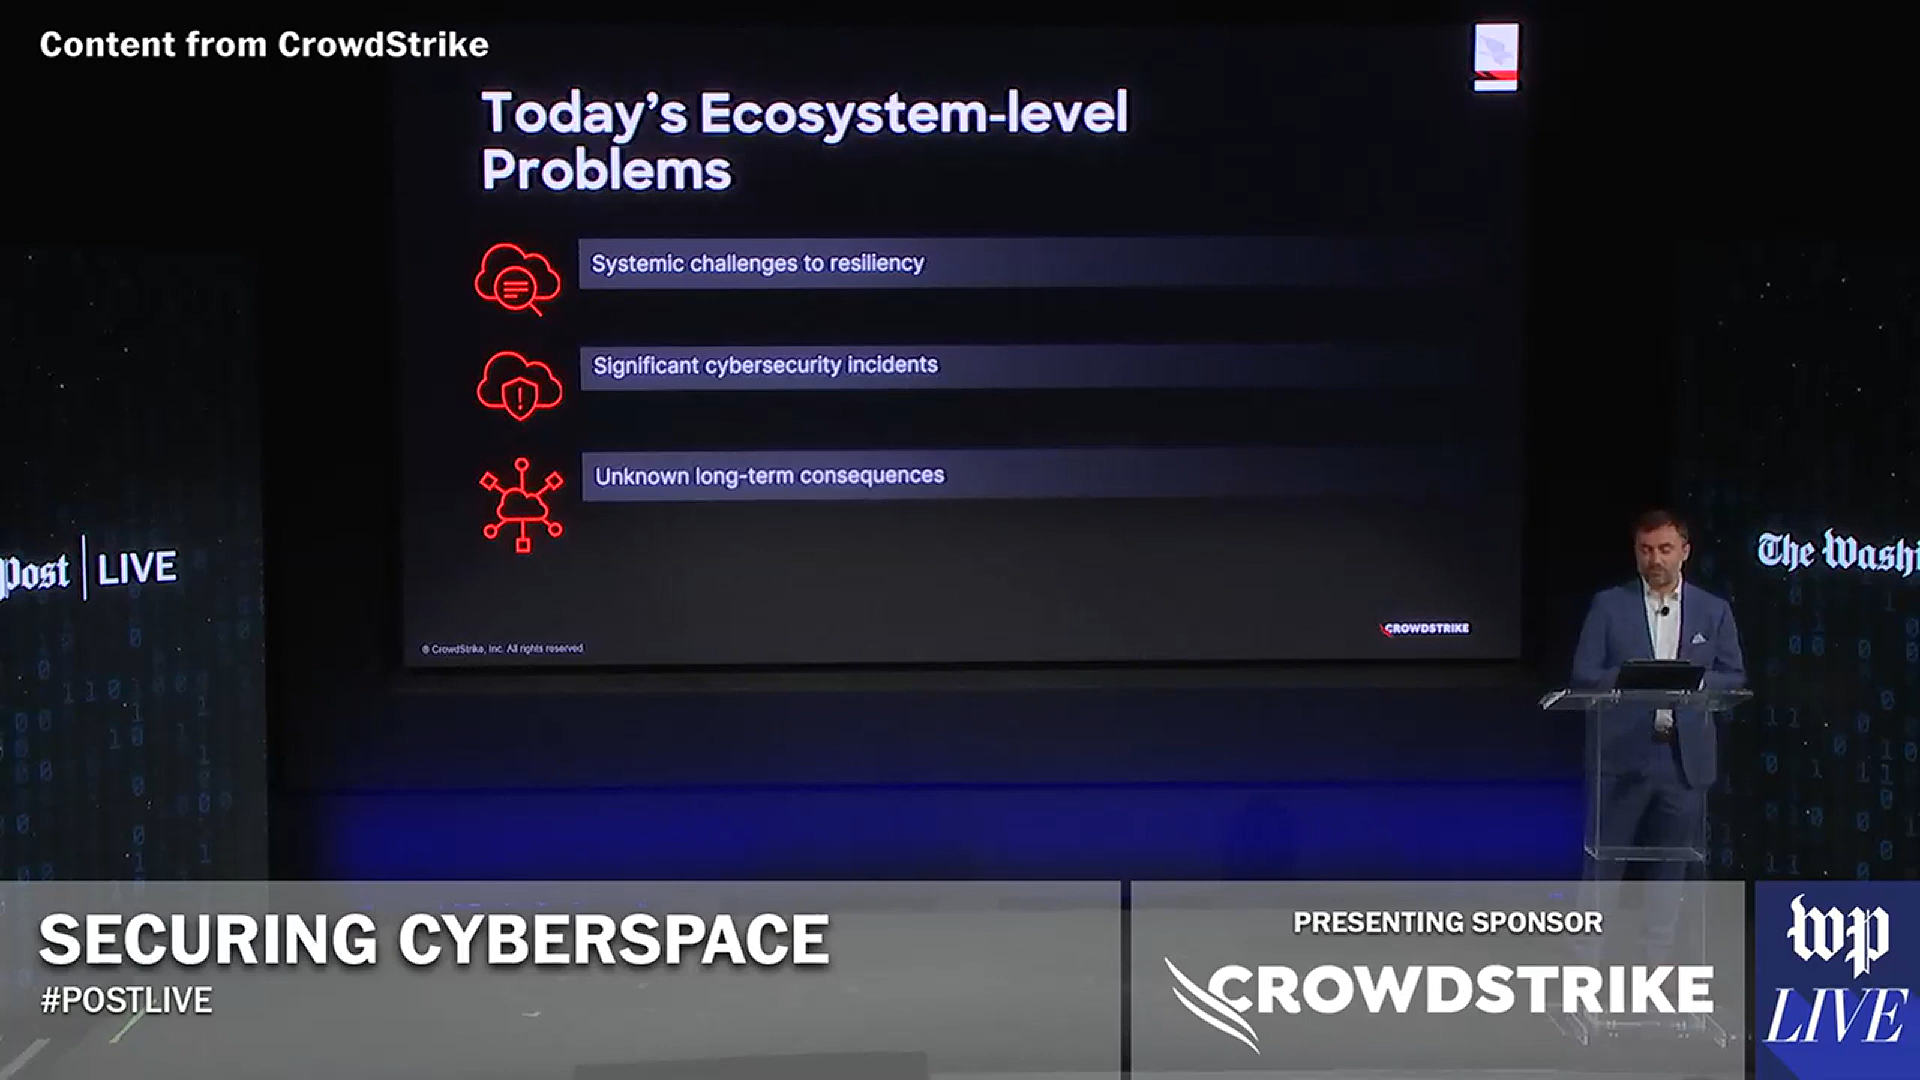 Content from CrowdStrike
Today’s Ecosystem-level
Problems
Systemic challenges to resiliency
Significant cybersecurity incidents
Unknown long-term consequences
CROWDSTRIKE
© CrowdStrike, Inc. All rights reserved
Post | LIVE
The Washi
SECURING CYBERSPACE
#POSTLIVE
PRESENTING SPONSOR
CROWDSTRIKE
wp
LIVE